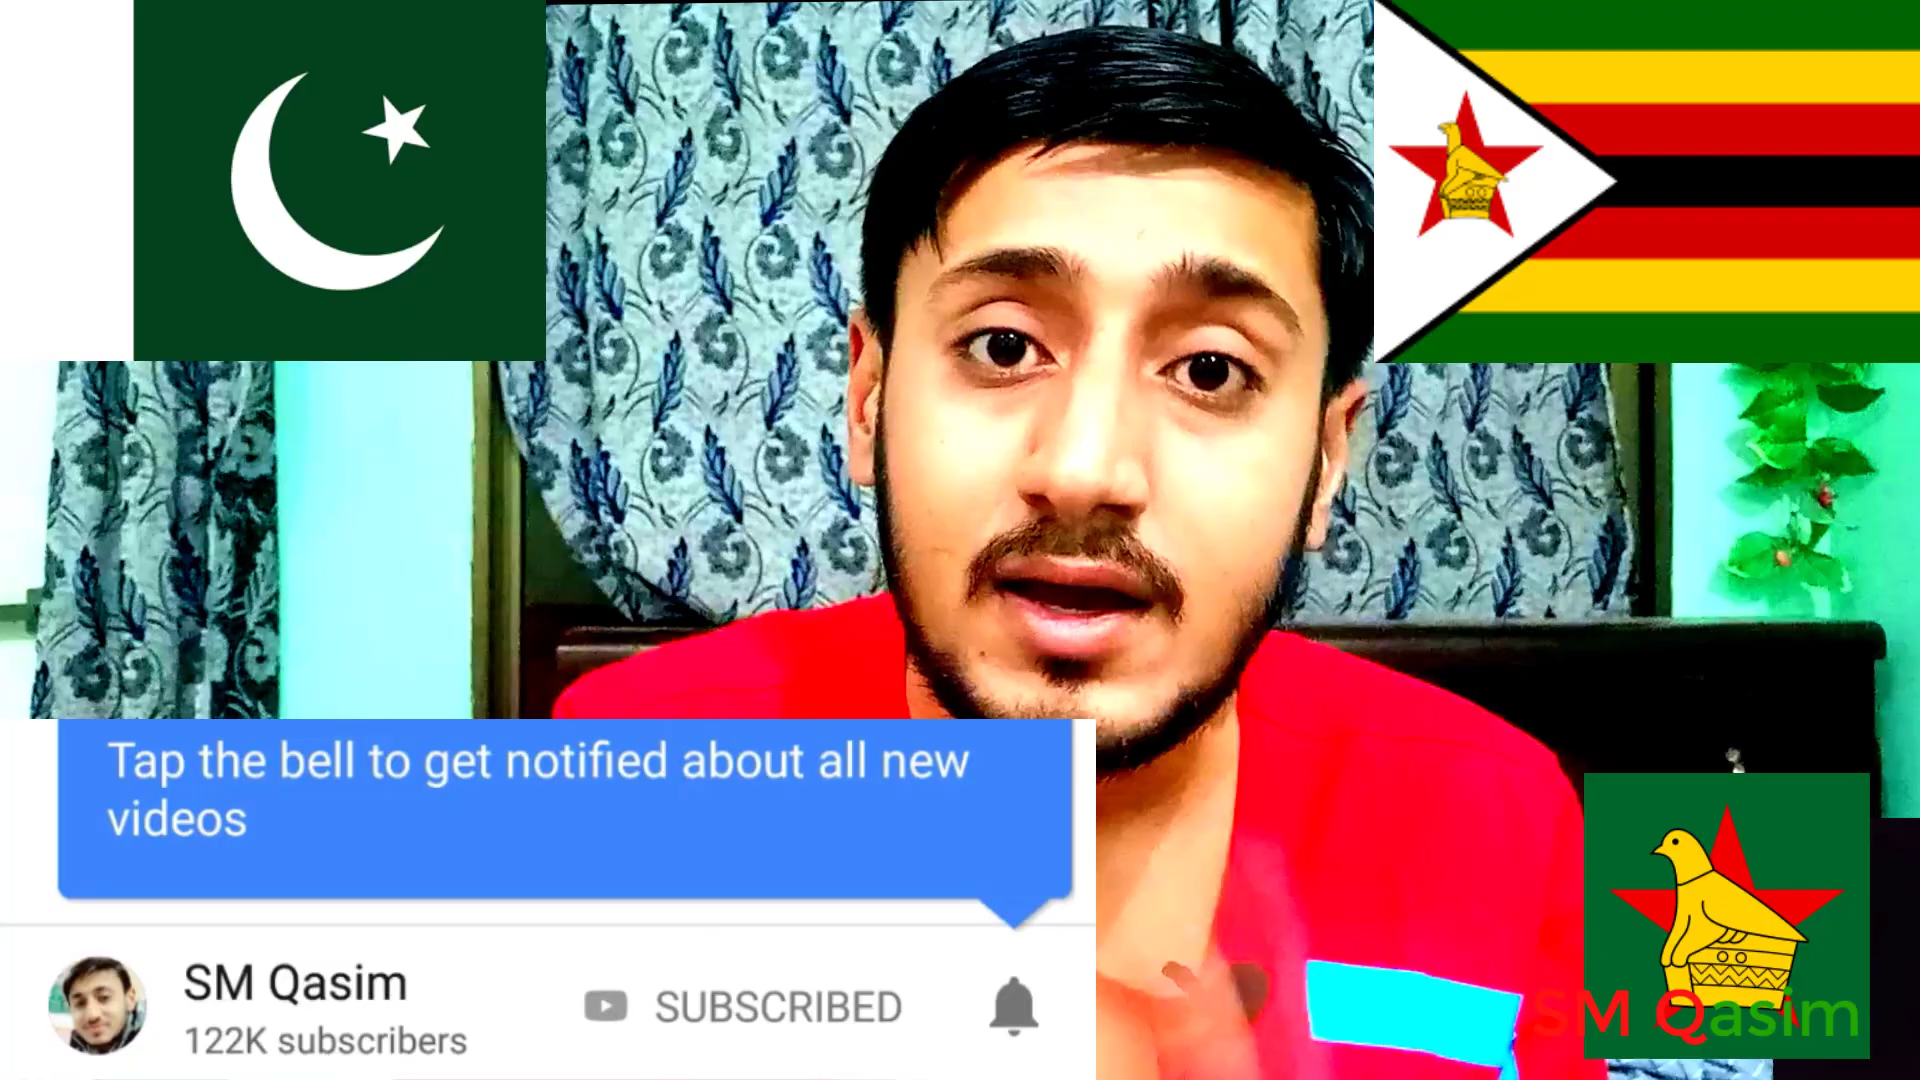 Tap the bell to get notified about all new
videos
SM Qasim
122K subscribers
SUBSCRIBED
SM Qasim